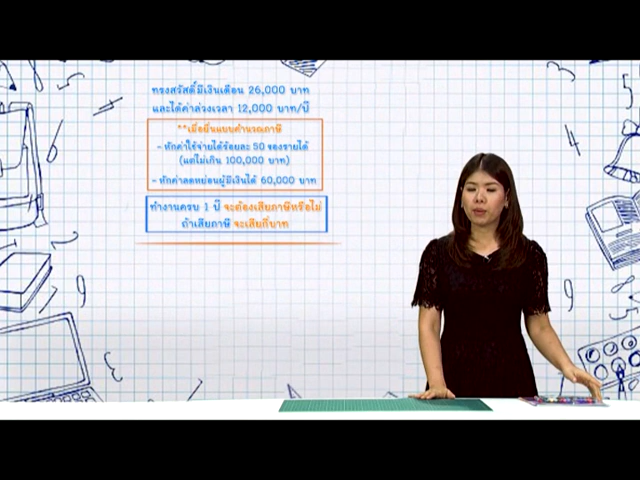 ทรงสวัสดิ์มีเงินเดือน 26,000 บาท
และได้ค่าล่วงเวลา 12,000 บาท/ปี
**เมื่อยื่นแบบคำนวณภาษี
- หักค่าใช้จ่ายได้ร้อยละ 50 ของรายได้
(แต่ไม่เกิน 100,000 บาท)
- หักค่าลดหย่อนผู้มีเงินได้ 60,000 บาท
ทำงานครบ 1 ปี จะต้องเสียภาษีหรือไม่
ถ้าเสียภาษี จะเสียกี่บาท